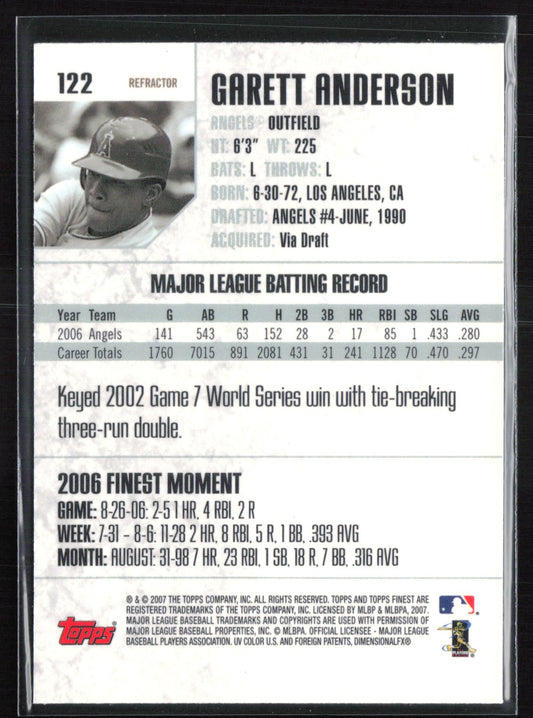 122 REFRACTOR
GARETT ANDERSON
ANGELS® OUTFIELD
HT: 6'3" WT: 225
BATS: L THROWS: L
BORN: 6-30-72, LOS ANGELES, CA
DRAFTED: ANGELS #4-JUNE, 1990
ACQUIRED: Via Draft
MAJOR LEAGUE BATTING RECORD
Year Team G AB R H 2B 3B HR RBI SB SLG AVG
2006 Angels 141 543 63 152 28 2 17 85 1 .433 .280
Career Totals 1760 7015 891 2081 431 31 241 1128 70 .470 .297
Keyed 2002 Game 7 World Series win with tie-breaking
three-run double.
2006 FINEST MOMENT
GAME: 8-26-06: 2-5 1 HR, 4 RBI, 2 R
WEEK: 7-31 - 8-6: 11-28 2 HR, 8 RBI, 5 R, 1 BB, .393 AVG
MONTH: AUGUST: 31-98 7 HR, 23 RBI, 1 SB, 18 R, 7 BB, .316 AVG
® & © 2007 THE TOPPS COMPANY, INC. ALL RIGHTS RESERVED. TOPPS AND TOPPS FINEST ARE
REGISTERED TRADEMARKS OF THE TOPPS COMPANY, INC. LICENSED BY MLBP & MLBPA, 2007.
MAJOR LEAGUE BASEBALL TRADEMARKS AND COPYRIGHTS ARE USED WITH PERMISSION OF
MAJOR LEAGUE BASEBALL PROPERTIES, INC. © MLBPA. OFFICIAL LICENSEE - MAJOR LEAGUE
BASEBALL PLAYERS ASSOCIATION. UV COLOR U.S. AND FOREIGN PATENTS, DIMENSIONALFX®
Topps